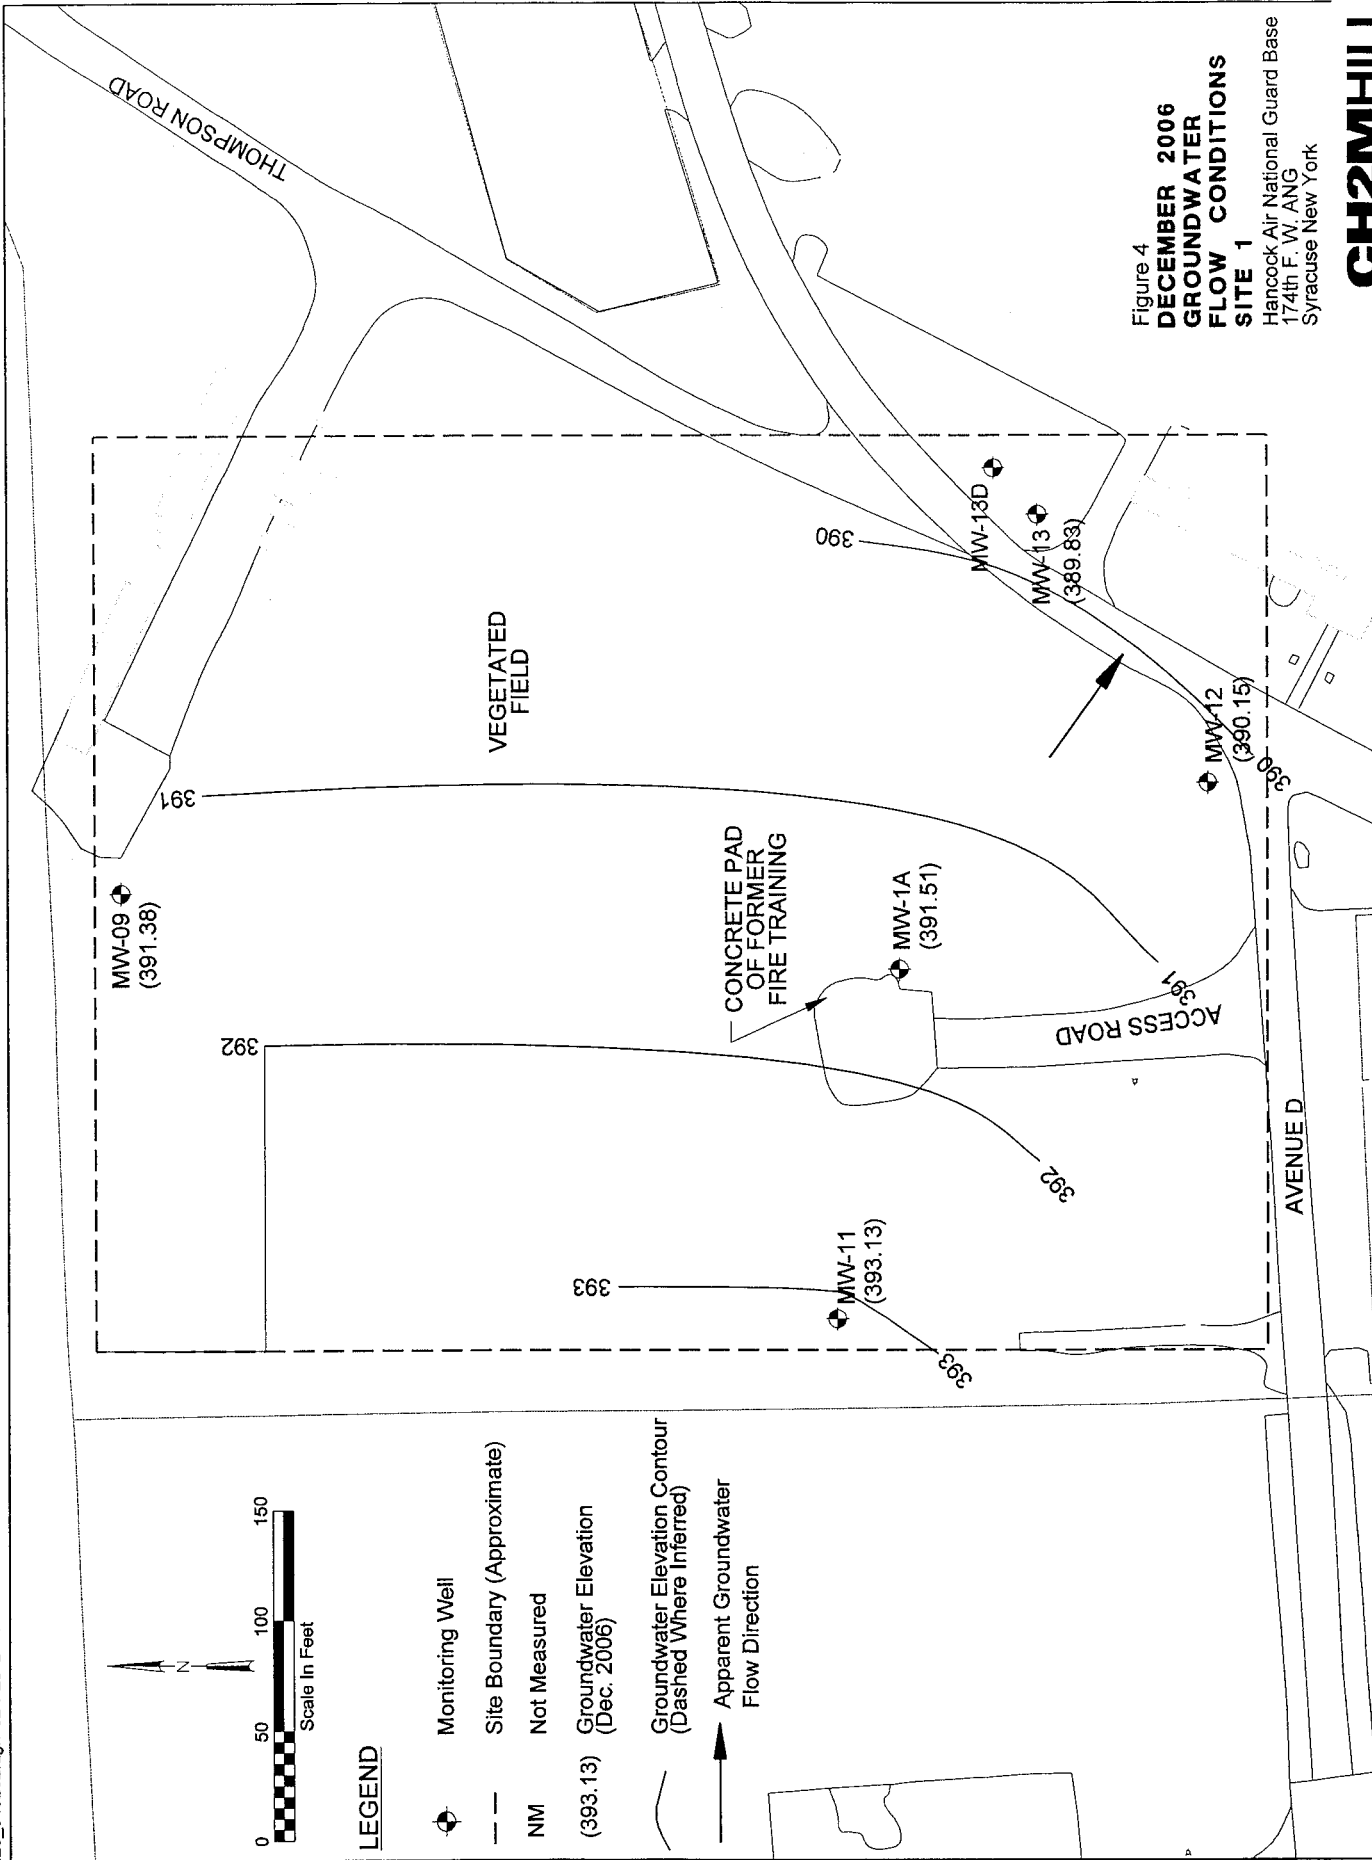 THOMPSON ROAD
MW-09
(391.38)
391
392
VEGETATED
FIELD
390
393
CONCRETE PAD
OF FORMER
FIRE TRAINING
MW-1A
(391.51)
MW-11
(393.13)
MW-13D
MW-13
(389.83)
MW-12
(390.15)
390
391
392
393
ACCESS ROAD
AVENUE D
N
0 50 100 150
Scale In Feet
LEGEND
Monitoring Well
Site Boundary (Approximate)
NM Not Measured
(393.13) Groundwater Elevation
(Dec. 2006)
Groundwater Elevation Contour
(Dashed Where Inferred)
Apparent Groundwater
Flow Direction
Figure 4
DECEMBER 2006
GROUNDWATER
FLOW CONDITIONS
SITE 1
Hancock Air National Guard Base
174th F. W. ANG
Syracuse New York
CH2MHILL